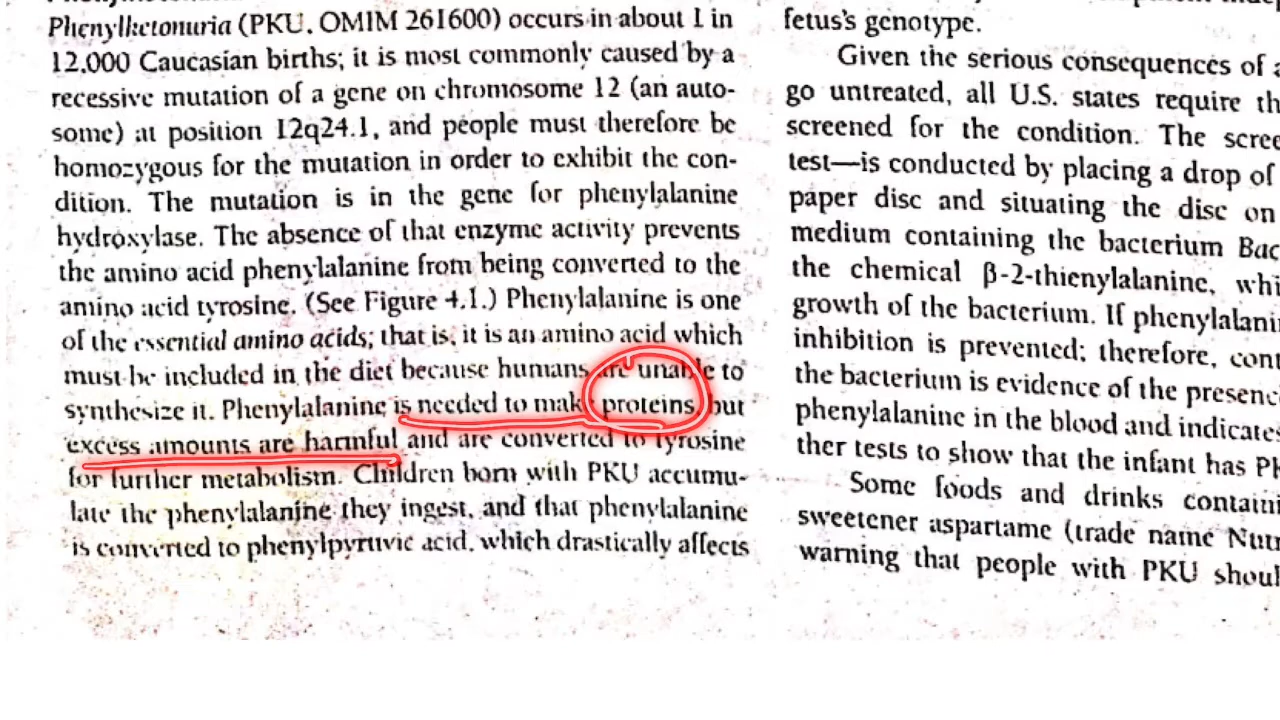 Phenylketonuria (PKU, OMIM 261600) occurs in about 1 in
12,000 Caucasian births; it is most commonly caused by a
recessive mutation of a gene on chromosome 12 (an auto-
some) at position 12q24.1, and people must therefore be
homozygous for the mutation in order to exhibit the con-
dition. The mutation is in the gene for phenylalanine
hydroxylase. The absence of that enzyme activity prevents
the amino acid phenylalanine from being converted to the
amino acid tyrosine. (See Figure 4.1.) Phenylalanine is one
of the essential amino acids; that is, it is an amino acid which
must be included in the diet because humans are unable to
synthesize it. Phenylalanine is needed to make proteins but
excess amounts are harmful and are converted to tyrosine
for further metabolism. Children born with PKU accumu-
late the phenylalanine they ingest, and that phenylalanine
is converted to phenylpyruvic acid, which drastically affects
fetus's genotype.
Given the serious consequences of
go untreated, all U.S. states require
screened for the condition. The
test—is conducted by placing a drop of
paper disc and situating the disc on
medium containing the bacterium
the chemical β-2-thienylalanine,
growth of the bacterium. If
inhibition is prevented; therefore,
the bacterium is evidence of the
phenylalanine in the blood and
ther tests to show that the infant has
Some foods and drinks
sweetener aspartame (trade name
warning that people with PKU